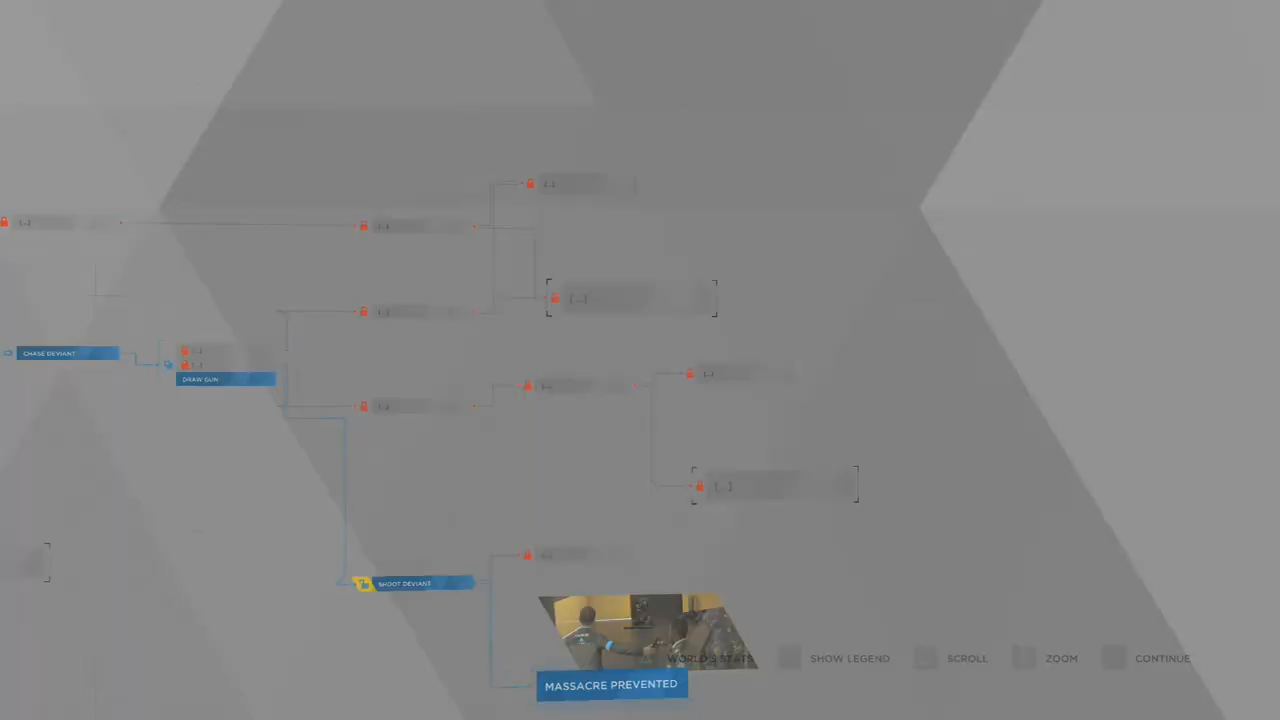 [...]
[...]
[...]
[...]
[...]
CHASE DEVIANT
[...]
[...]
DRAW GUN
[...]
[...]
[...]
[...]
[...]
SHOOT DEVIANT
WORLD'S STATS
SHOW LEGEND
SCROLL
ZOOM
CONTINUE
MASSACRE PREVENTED